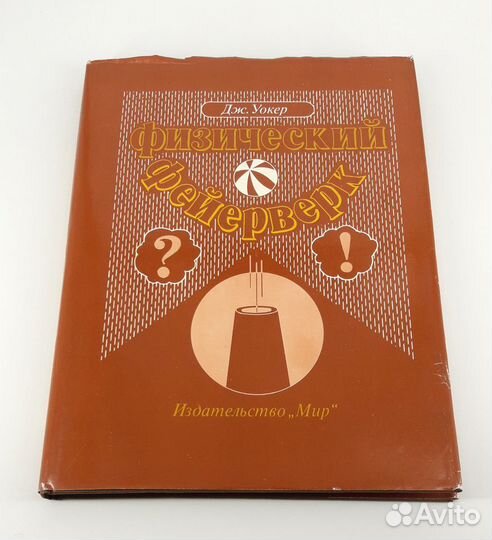 Дж. Уокер
Физический
фейерверк
?
!
Издательство „Мир“
Avito